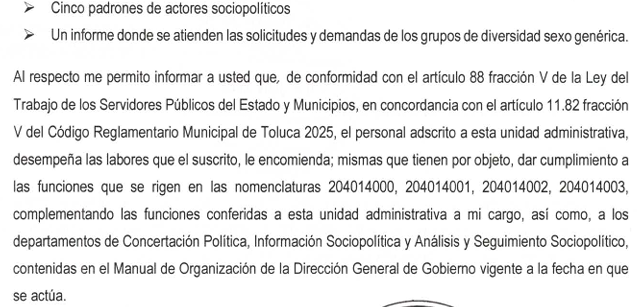 ➢ Cinco padrones de actores sociopolíticos
➢ Un informe donde se atienden las solicitudes y demandas de los grupos de diversidad sexo genérica.
Al respecto me permito informar a usted que, de conformidad con el artículo 88 fracción V de la Ley del
Trabajo de los Servidores Públicos del Estado y Municipios, en concordancia con el artículo 11.82 fracción
V del Código Reglamentario Municipal de Toluca 2025, el personal adscrito a esta unidad administrativa,
desempeña las labores que el suscrito, le encomienda; mismas que tienen por objeto, dar cumplimiento a
las funciones que se rigen en las nomenclaturas 204014000, 204014001, 204014002, 204014003,
complementando las funciones conferidas a esta unidad administrativa a mi cargo, así como, a los
departamentos de Concertación Política, Información Sociopolítica y Análisis y Seguimiento Sociopolítico,
contenidas en el Manual de Organización de la Dirección General de Gobierno vigente a la fecha en que
se actúa.